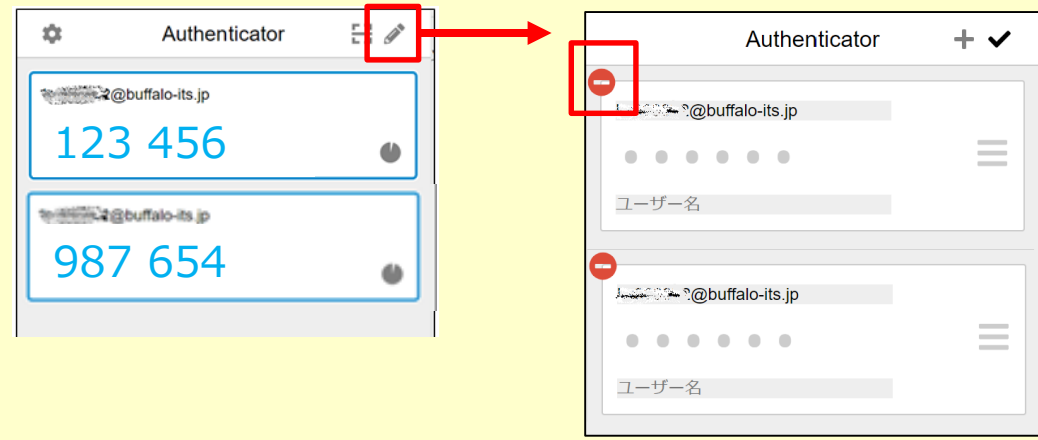 Authenticator
@buffalo-its.jp
123 456
@buffalo-its.jp
987 654
Authenticator
@buffalo-its.jp
ユーザー名
@buffalo-its.jp
ユーザー名